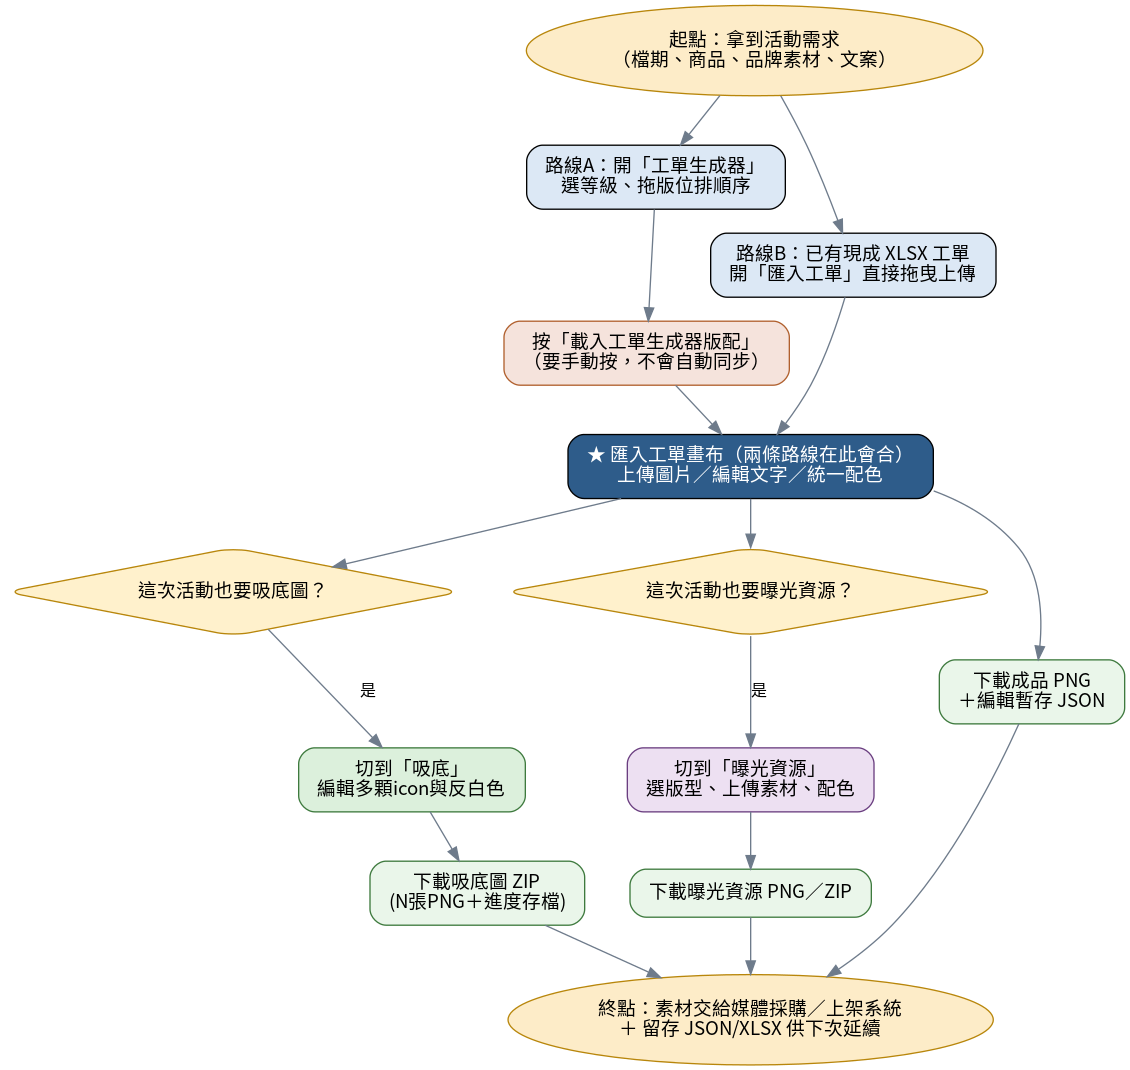 起點：拿到活動需求
（檔期、商品、品牌素材、文案）
路線A：開「工單生成器」
選等級、拖版位排順序
路線B：已有現成 XLSX 工單
開「匯入工單」直接拖曳上傳
按「載入工單生成器版配」
（要手動按，不會自動同步）
★ 匯入工單畫布（兩條路線在此會合）
上傳圖片／編輯文字／統一配色
這次活動也要吸底圖？
這次活動也要曝光資源？
下載成品 PNG
＋編輯暫存 JSON
是
是
切到「吸底」
編輯多顆icon與反白色
切到「曝光資源」
選版型、上傳素材、配色
下載吸底圖 ZIP
(N張PNG＋進度存檔)
下載曝光資源 PNG／ZIP
終點：素材交給媒體採購／上架系統
＋ 留存 JSON/XLSX 供下次延續